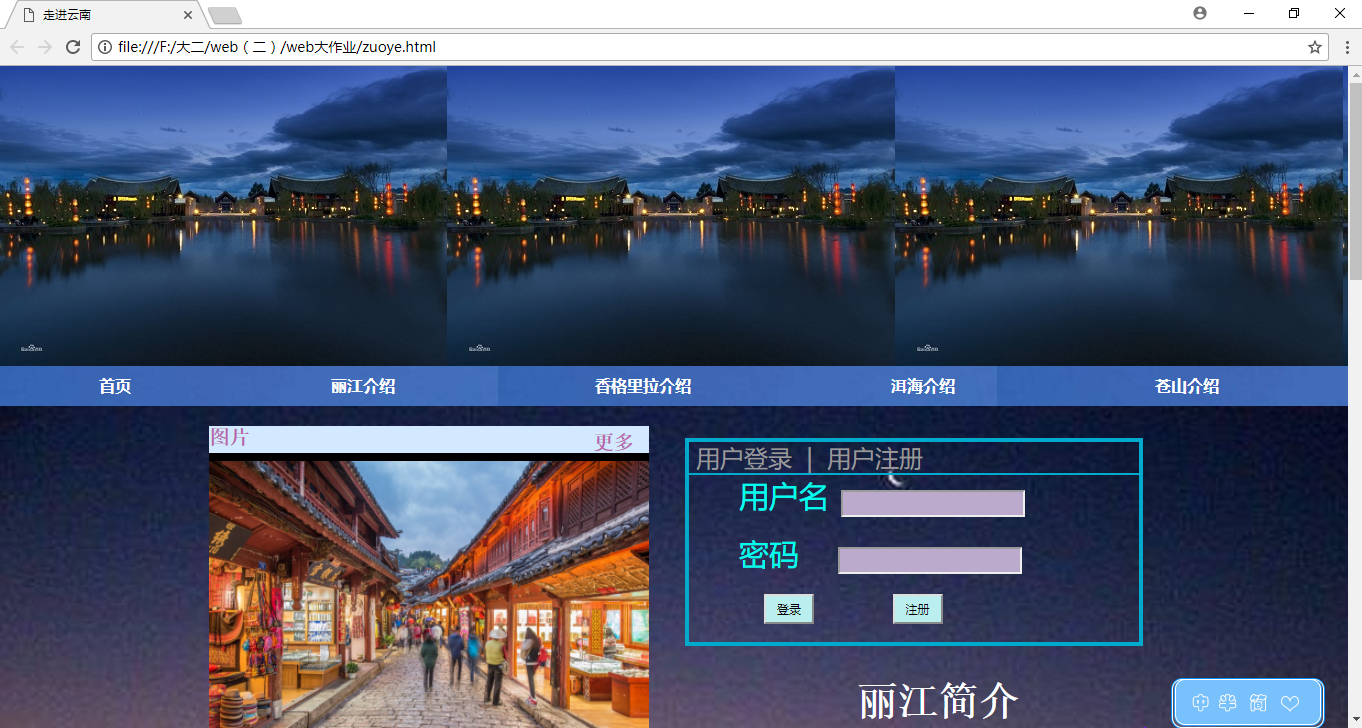 走进云南
file:///F:/大二/web（二）/web大作业/zuoye.html
首页 丽江介绍 香格里拉介绍 洱海介绍 苍山介绍
图片 更多
用户登录 | 用户注册
用户名
密码
登录 注册
丽江简介
中 半 简